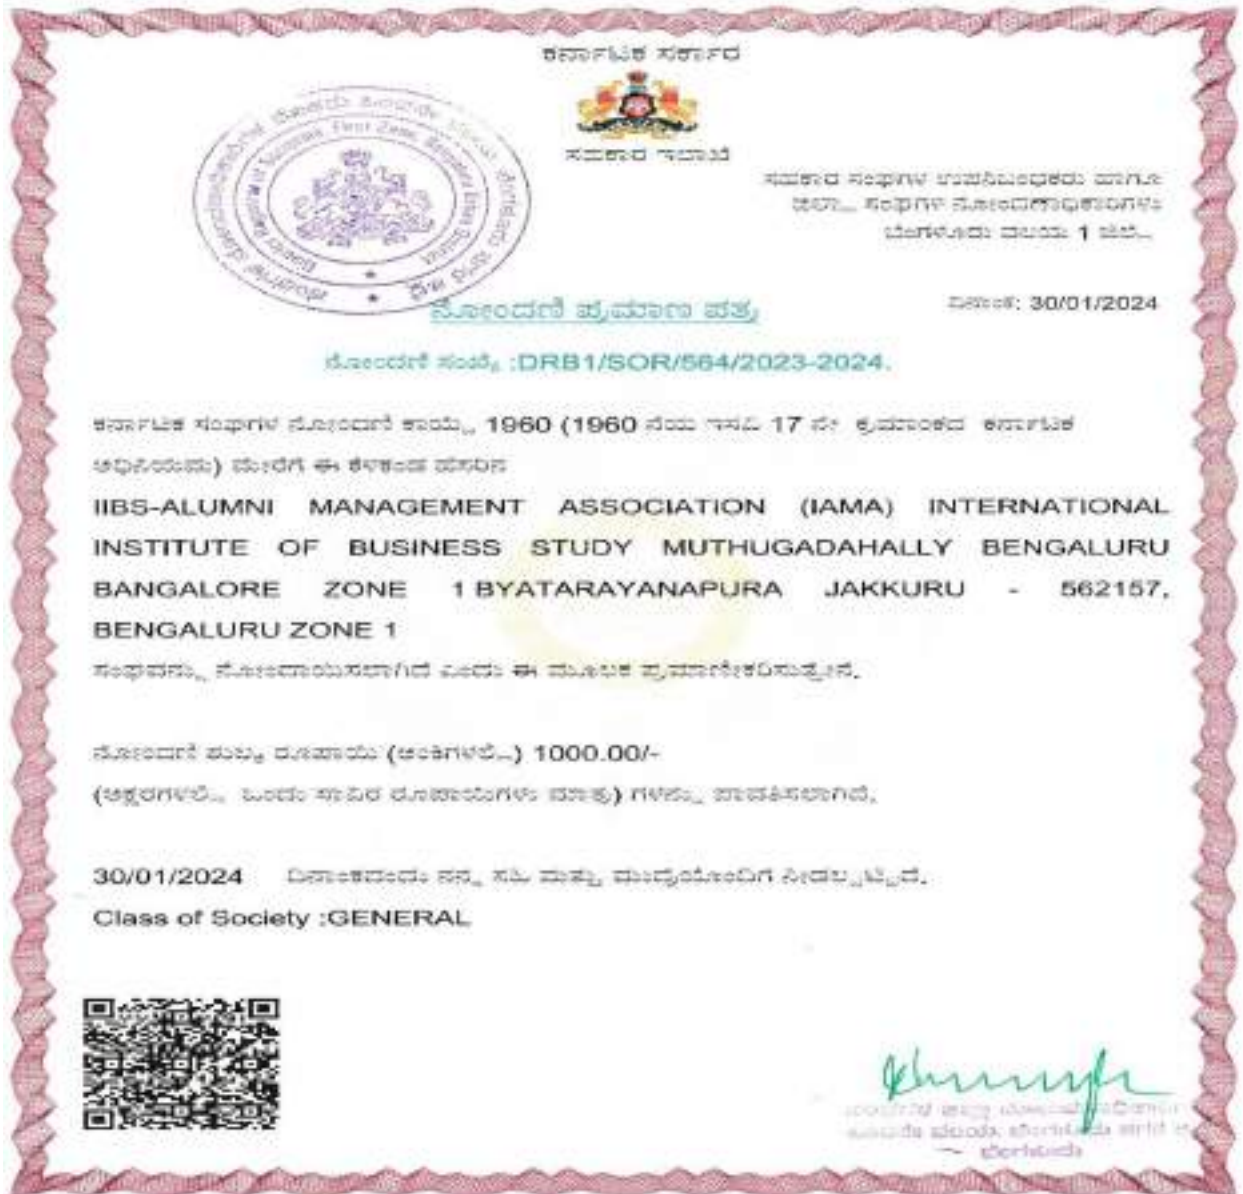 ಕರ್ನಾಟಕ ಸರ್ಕಾರ
ಸಹಕಾರ ಇಲಾಖೆ
ಸಹಕಾರ ಸಂಘಗಳ ಉಪನಿಬಂಧಕರು ಹಾಗೂ
ಜಿಲ್ಲಾ ಸಂಘಗಳ ನೋಂದಣಾಧಿಕಾರಿಗಳು
ಬೆಂಗಳೂರು ವಲಯ 1 ಜಿಲ್ಲೆ
ದಿನಾಂಕ: 30/01/2024
ನೋಂದಣಿ ಪ್ರಮಾಣ ಪತ್ರ
ನೋಂದಣಿ ಸಂಖ್ಯೆ :DRB1/SOR/564/2023-2024.
ಕರ್ನಾಟಕ ಸಂಘಗಳ ನೋಂದಣಿ ಕಾಯ್ದೆ 1960 (1960 ನೆಯ ಇಸವಿ 17 ನೇ ಕ್ರಮಾಂಕದ ಕರ್ನಾಟಕ
ಅಧಿನಿಯಮ) ಮೇರೆಗೆ ಈ ಕೆಳಕಂಡ ಹೆಸರಿನ
IIBS-ALUMNI MANAGEMENT ASSOCIATION (IAMA) INTERNATIONAL
INSTITUTE OF BUSINESS STUDY MUTHUGADAHALLY BENGALURU
BANGALORE ZONE 1 BYATARAYANAPURA JAKKURU - 562157,
BENGALURU ZONE 1
ಸಂಘವನ್ನು ನೋಂದಾಯಿಸಲಾಗಿದೆ ಎಂದು ಈ ಮೂಲಕ ಪ್ರಮಾಣೀಕರಿಸುತ್ತೇನೆ.
ನೋಂದಣಿ ಶುಲ್ಕ ರೂಪಾಯಿ (ಅಂಕಿಗಳಲ್ಲಿ) 1000.00/-
(ಅಕ್ಷರಗಳಲ್ಲಿ ಒಂದು ಸಾವಿರ ರೂಪಾಯಿಗಳು ಮಾತ್ರ) ಗಳನ್ನು ಪಾವತಿಸಲಾಗಿದೆ.
30/01/2024 ದಿನಾಂಕದಂದು ನನ್ನ ಸಹಿ ಮತ್ತು ಮುದ್ರೆಯೊಂದಿಗೆ ನೀಡಲ್ಪಟ್ಟಿದೆ.
Class of Society :GENERAL